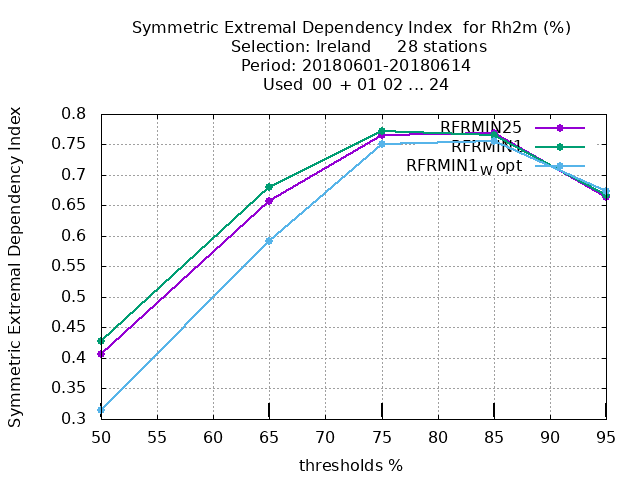 Symmetric Extremal Dependency Index for Rh2m (%)
Selection: Ireland 28 stations
Period: 20180601-20180614
Used 00 + 01 02 ... 24
Symmetric Extremal Dependency Index
0.8
0.75
0.7
0.65
0.6
0.55
0.5
0.45
0.4
0.35
0.3
RFRMIN25
RFRMIN1
RFRMIN1W opt
50 55 60 65 70 75 80 85 90 95
thresholds %